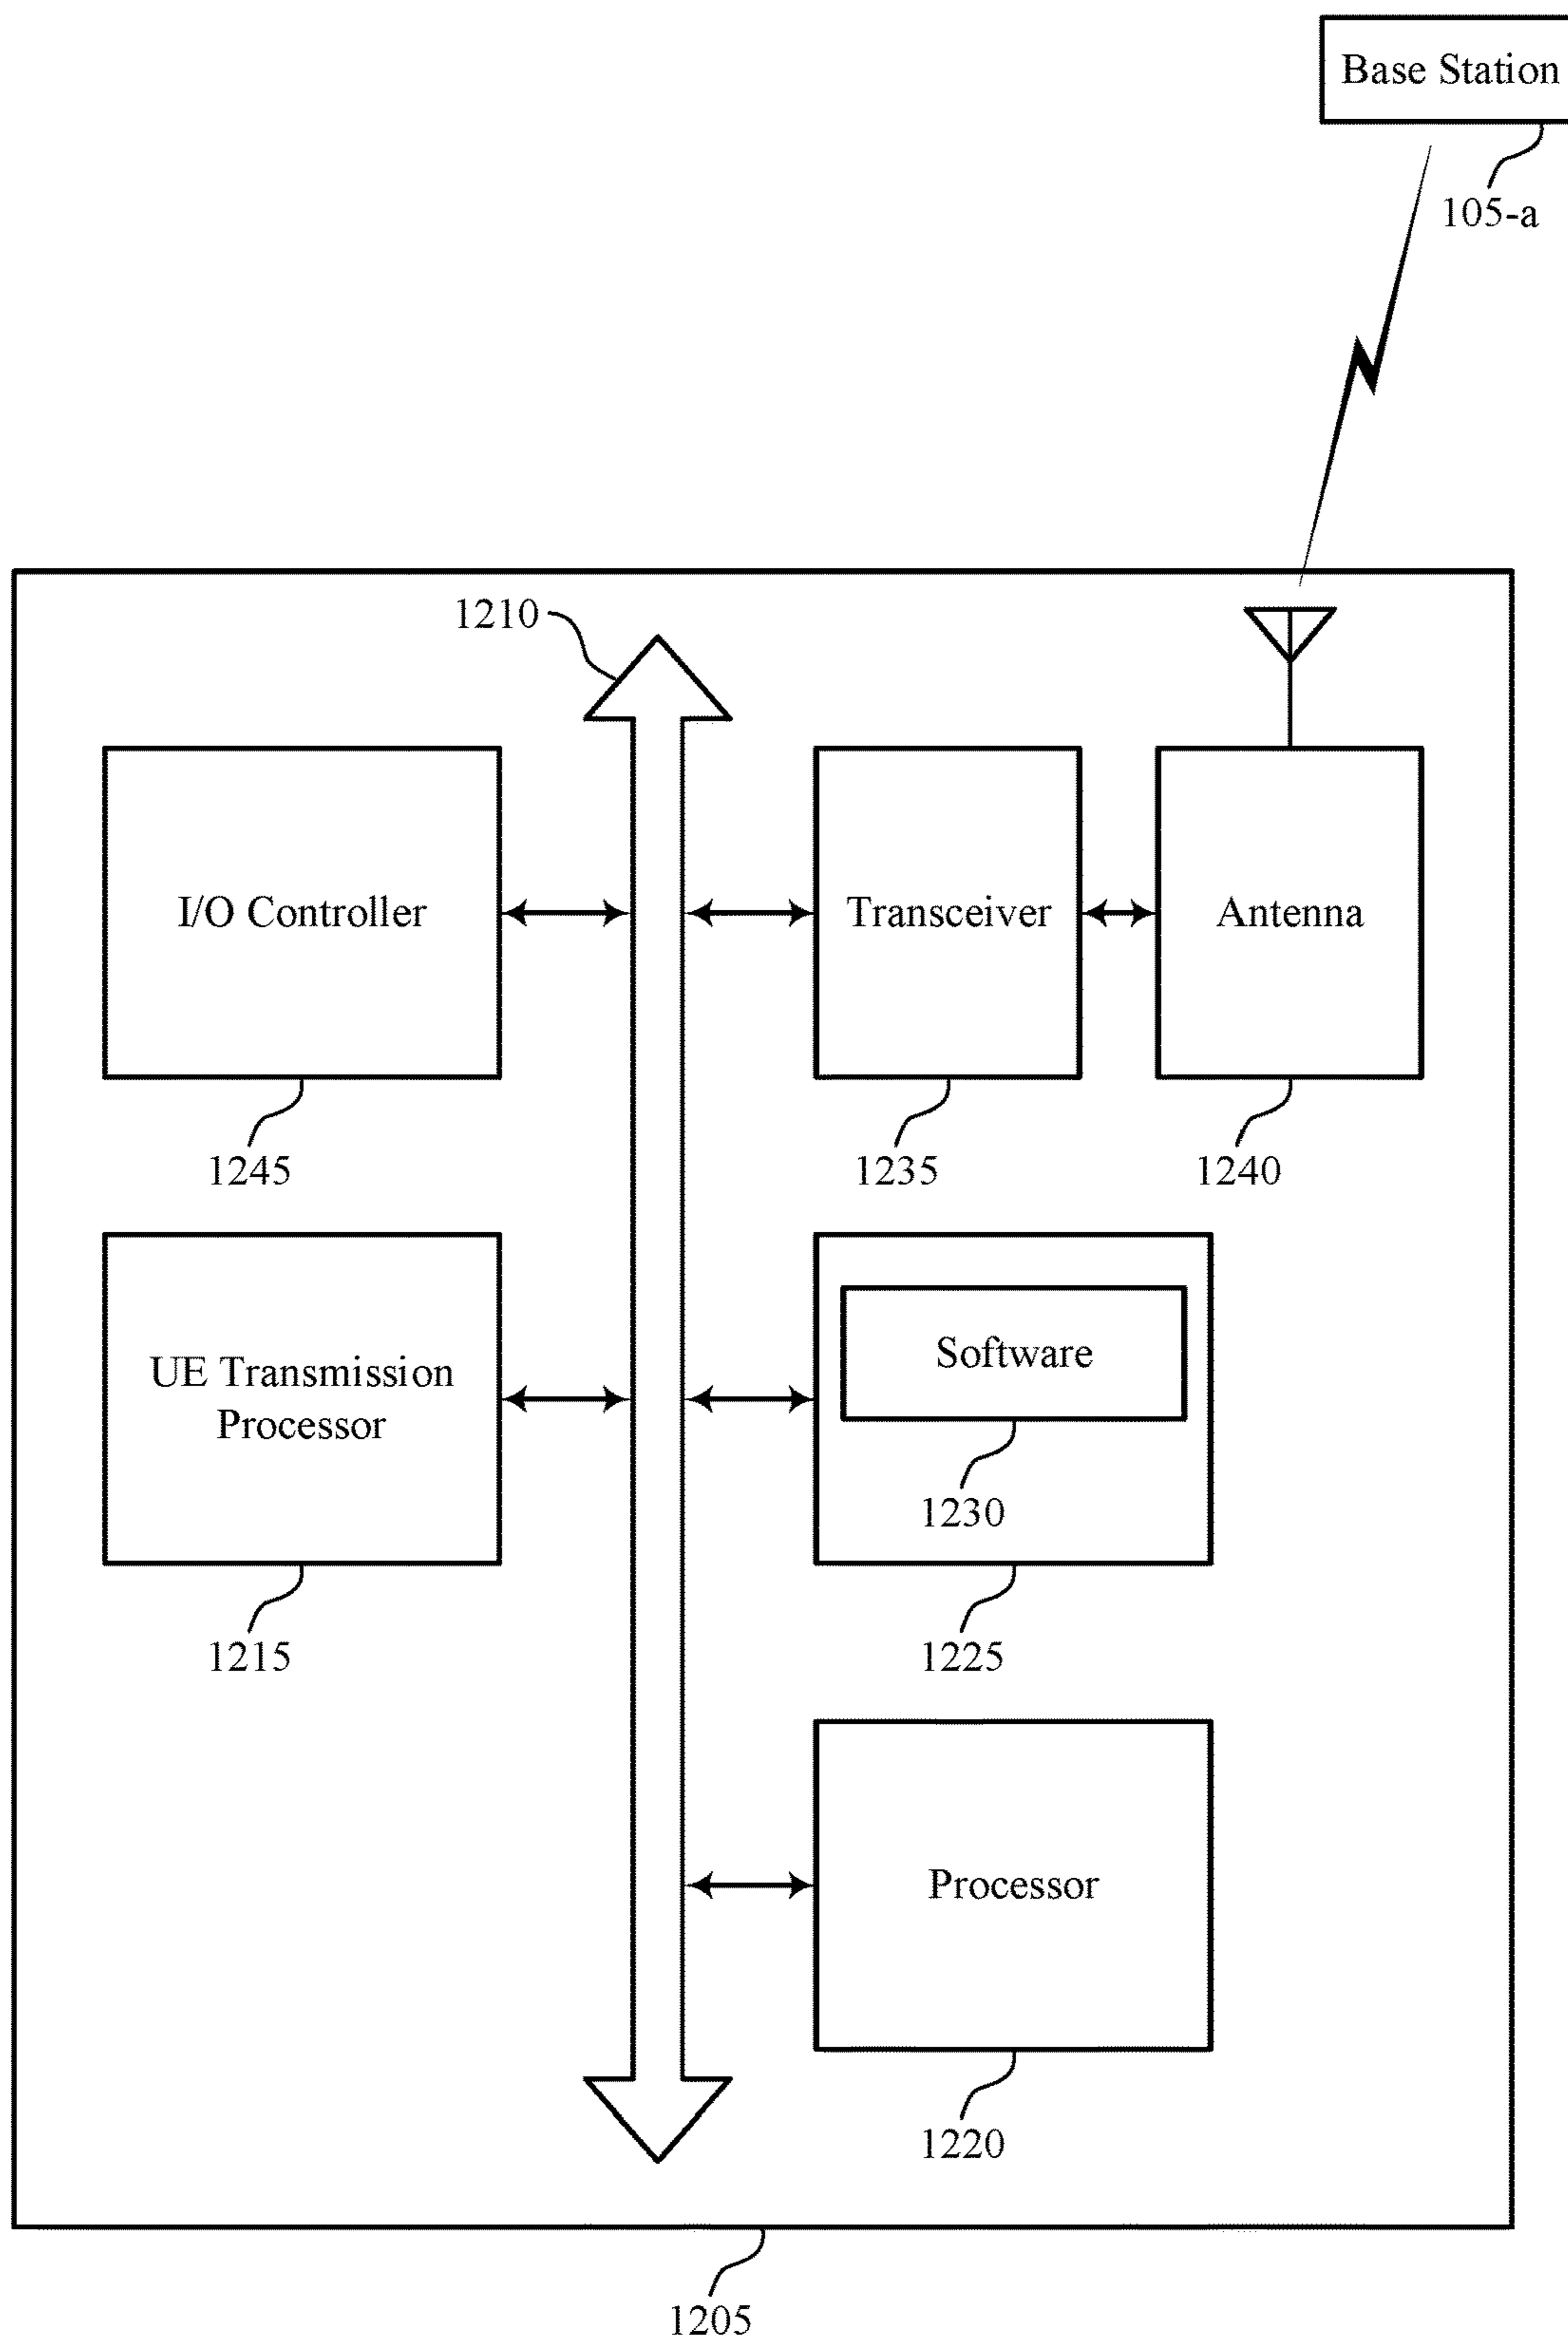 Base Station
105-a
1210
I/O Controller
Transceiver
Antenna
1245
1235
1240
UE Transmission
Processor
Software
1230
1215
1225
Processor
1220
1205